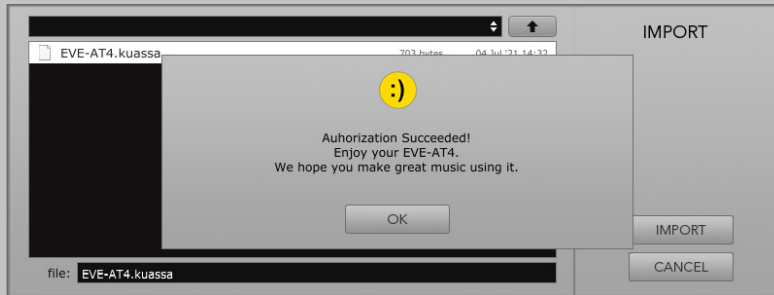 IMPORT
EVE-AT4.kuassa 703 bytes 04 Jul '21 14:32
:)
Auhorization Succeeded!
Enjoy your EVE-AT4.
We hope you make great music using it.
OK
IMPORT
file: EVE-AT4.kuassa
CANCEL